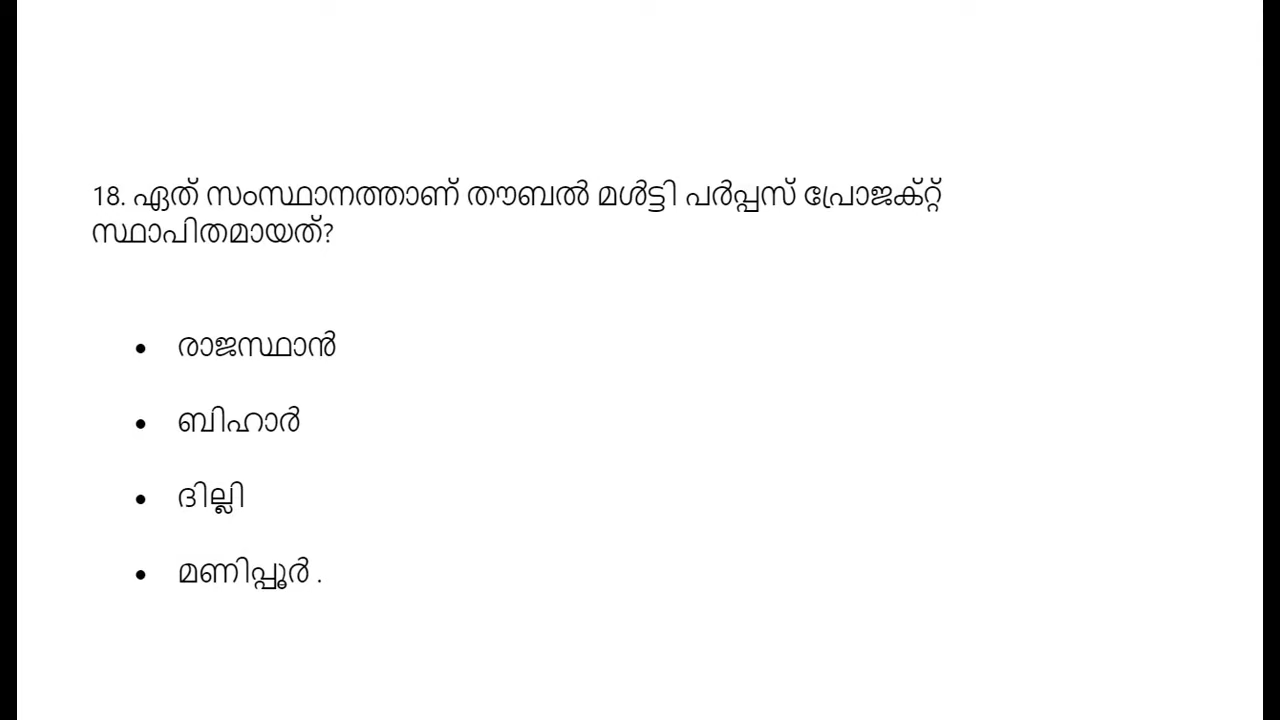 18. ഏത് സംസ്ഥാനത്താണ് തൗബൽ മൾട്ടി പർപ്പസ് പ്രോജക്റ്റ്
സ്ഥാപിതമായത്?
• രാജസ്ഥാൻ
• ബിഹാർ
• ദില്ലി
• മണിപ്പൂർ .